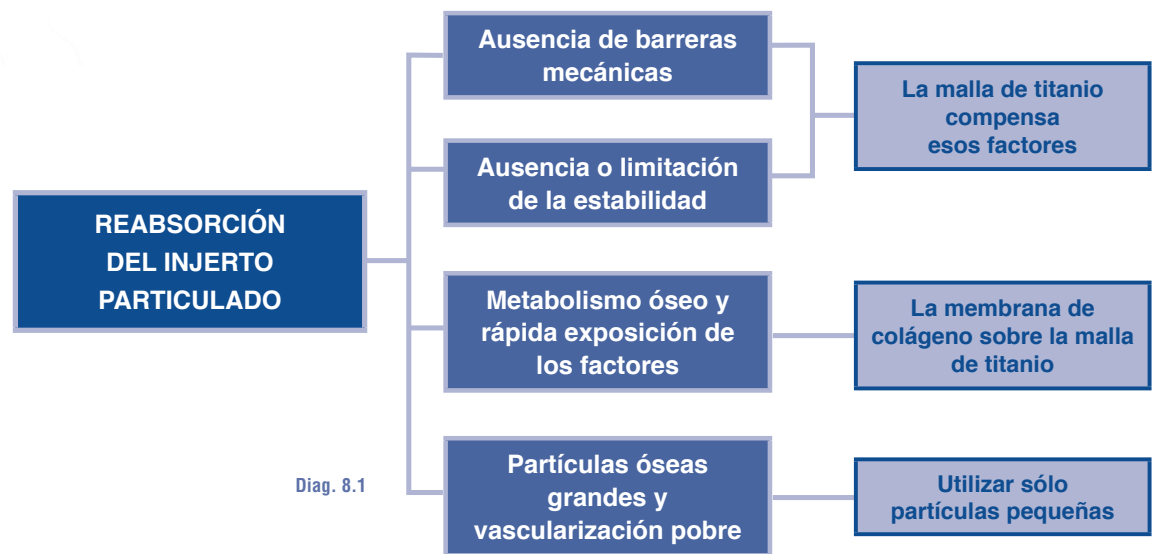 REABSORCIÓN
DEL INJERTO
PARTICULADO
Ausencia de barreras
mecánicas
Ausencia o limitación
de la estabilidad
La malla de titanio
compensa
esos factores
Metabolismo óseo y
rápida exposición de
los factores
La membrana de
colágeno sobre la malla
de titanio
Partículas óseas
grandes y
vascularización pobre
Utilizar sólo
partículas pequeñas
Diag. 8.1